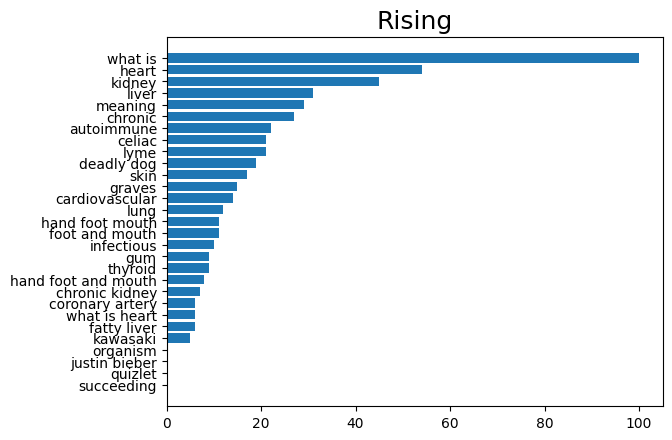 Rising
what is
heart
kidney
liver
meaning
chronic
autoimmune
celiac
lyme
deadly dog
skin
graves
cardiovascular
lung
hand foot mouth
foot and mouth
infectious
gum
thyroid
hand foot and mouth
chronic kidney
coronary artery
what is heart
fatty liver
kawasaki
organism
justin bieber
quizlet
succeeding
0 20 40 60 80 100